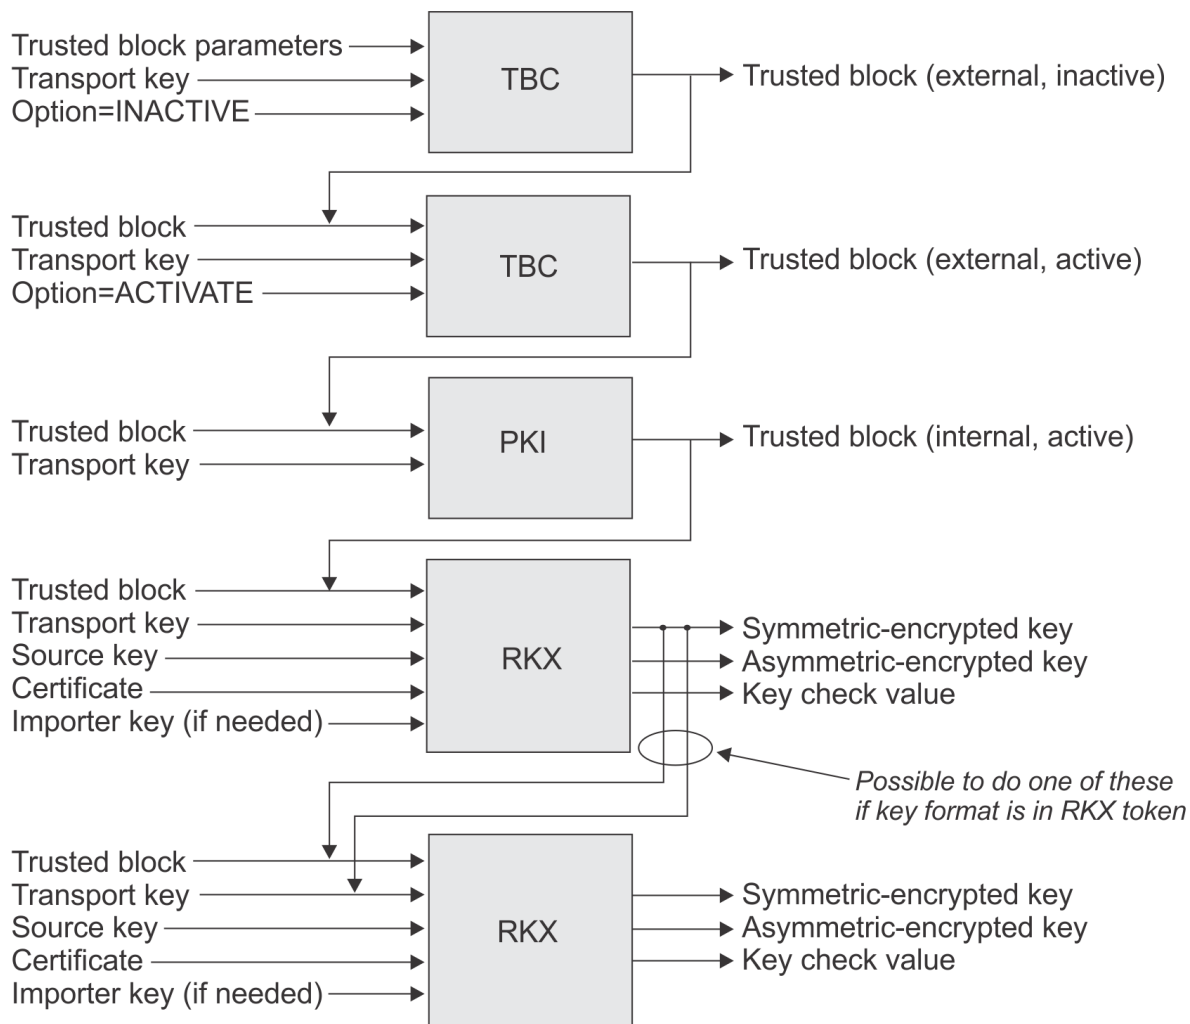 Trusted block parameters
Transport key
Option=INACTIVE
TBC
Trusted block (external, inactive)
Trusted block
Transport key
Option=ACTIVATE
TBC
Trusted block (external, active)
Trusted block
Transport key
PKI
Trusted block (internal, active)
Trusted block
Transport key
Source key
Certificate
Importer key (if needed)
RKX
Symmetric-encrypted key
Asymmetric-encrypted key
Key check value
Possible to do one of these
if key format is in RKX token
Trusted block
Transport key
Source key
Certificate
Importer key (if needed)
RKX
Symmetric-encrypted key
Asymmetric-encrypted key
Key check value